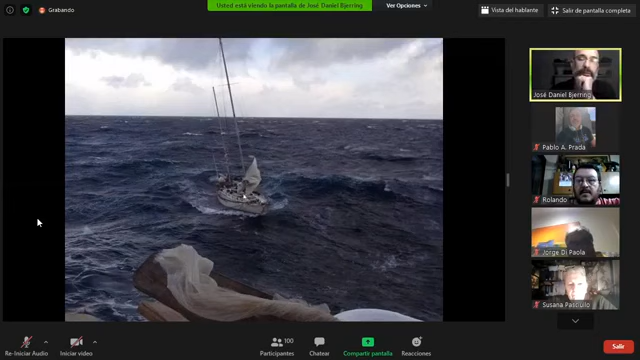 Grabando
Usted está viendo la pantalla de José Daniel Bjerring
Ver Opciones
Vista del hablante
Salir de pantalla completa
José Daniel Bjerring
Pablo A. Prada
Rolando
Jorge Di Paola
Susana Pasciullo
Re-Iniciar Audio
Iniciar video
Participantes
100
Chatear
Compartir pantalla
Reacciones
Salir